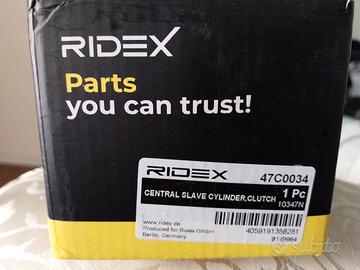 RIDEX
Parts
you can trust!
RIDEX 47C0034
CENTRAL SLAVE CYLINDER,CLUTCH 1 Pc
10347N
www.ridex.de
Produced for Ridex GmbH 4059191358281
Berlin, Germany
subito